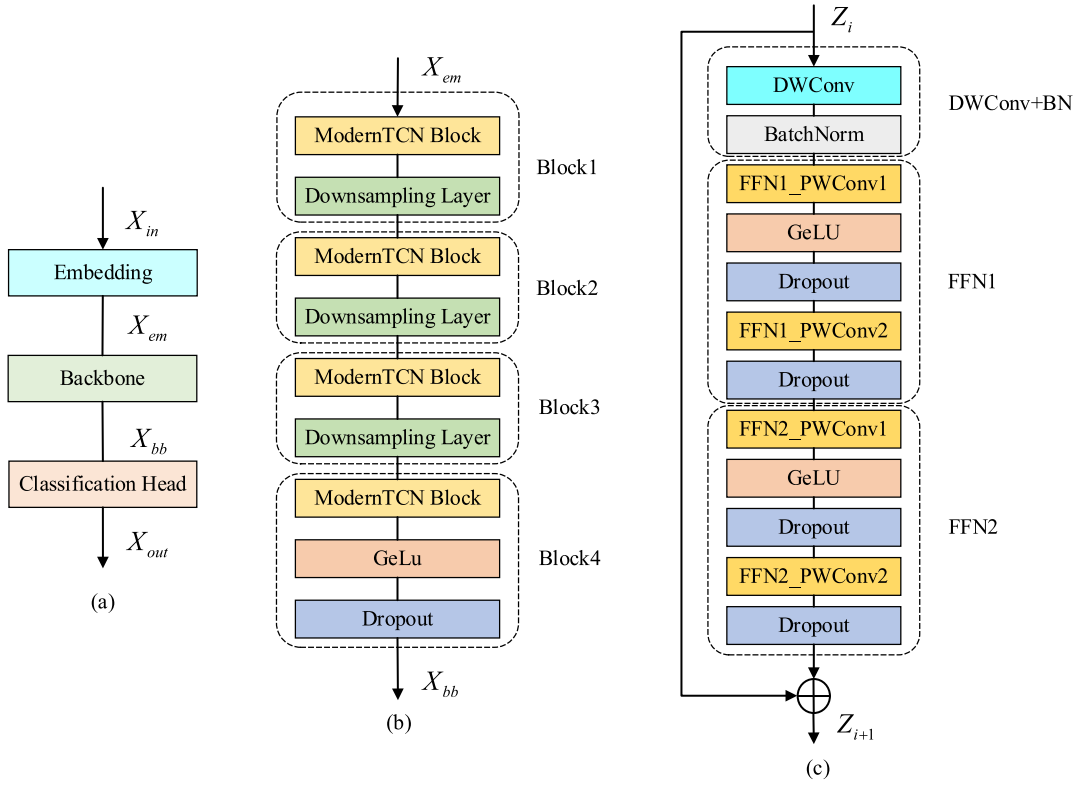 X_in
Embedding
X_em
Backbone
X_bb
Classification Head
X_out
(a)
X_em
ModernTCN Block
Downsampling Layer
Block1
ModernTCN Block
Downsampling Layer
Block2
ModernTCN Block
Downsampling Layer
Block3
ModernTCN Block
GeLu
Dropout
Block4
X_bb
(b)
Z_i
DWConv
BatchNorm
DWConv+BN
FFN1_PWConv1
GeLU
Dropout
FFN1_PWConv2
Dropout
FFN1
FFN2_PWConv1
GeLU
Dropout
FFN2_PWConv2
Dropout
FFN2
Z_{i+1}
(c)